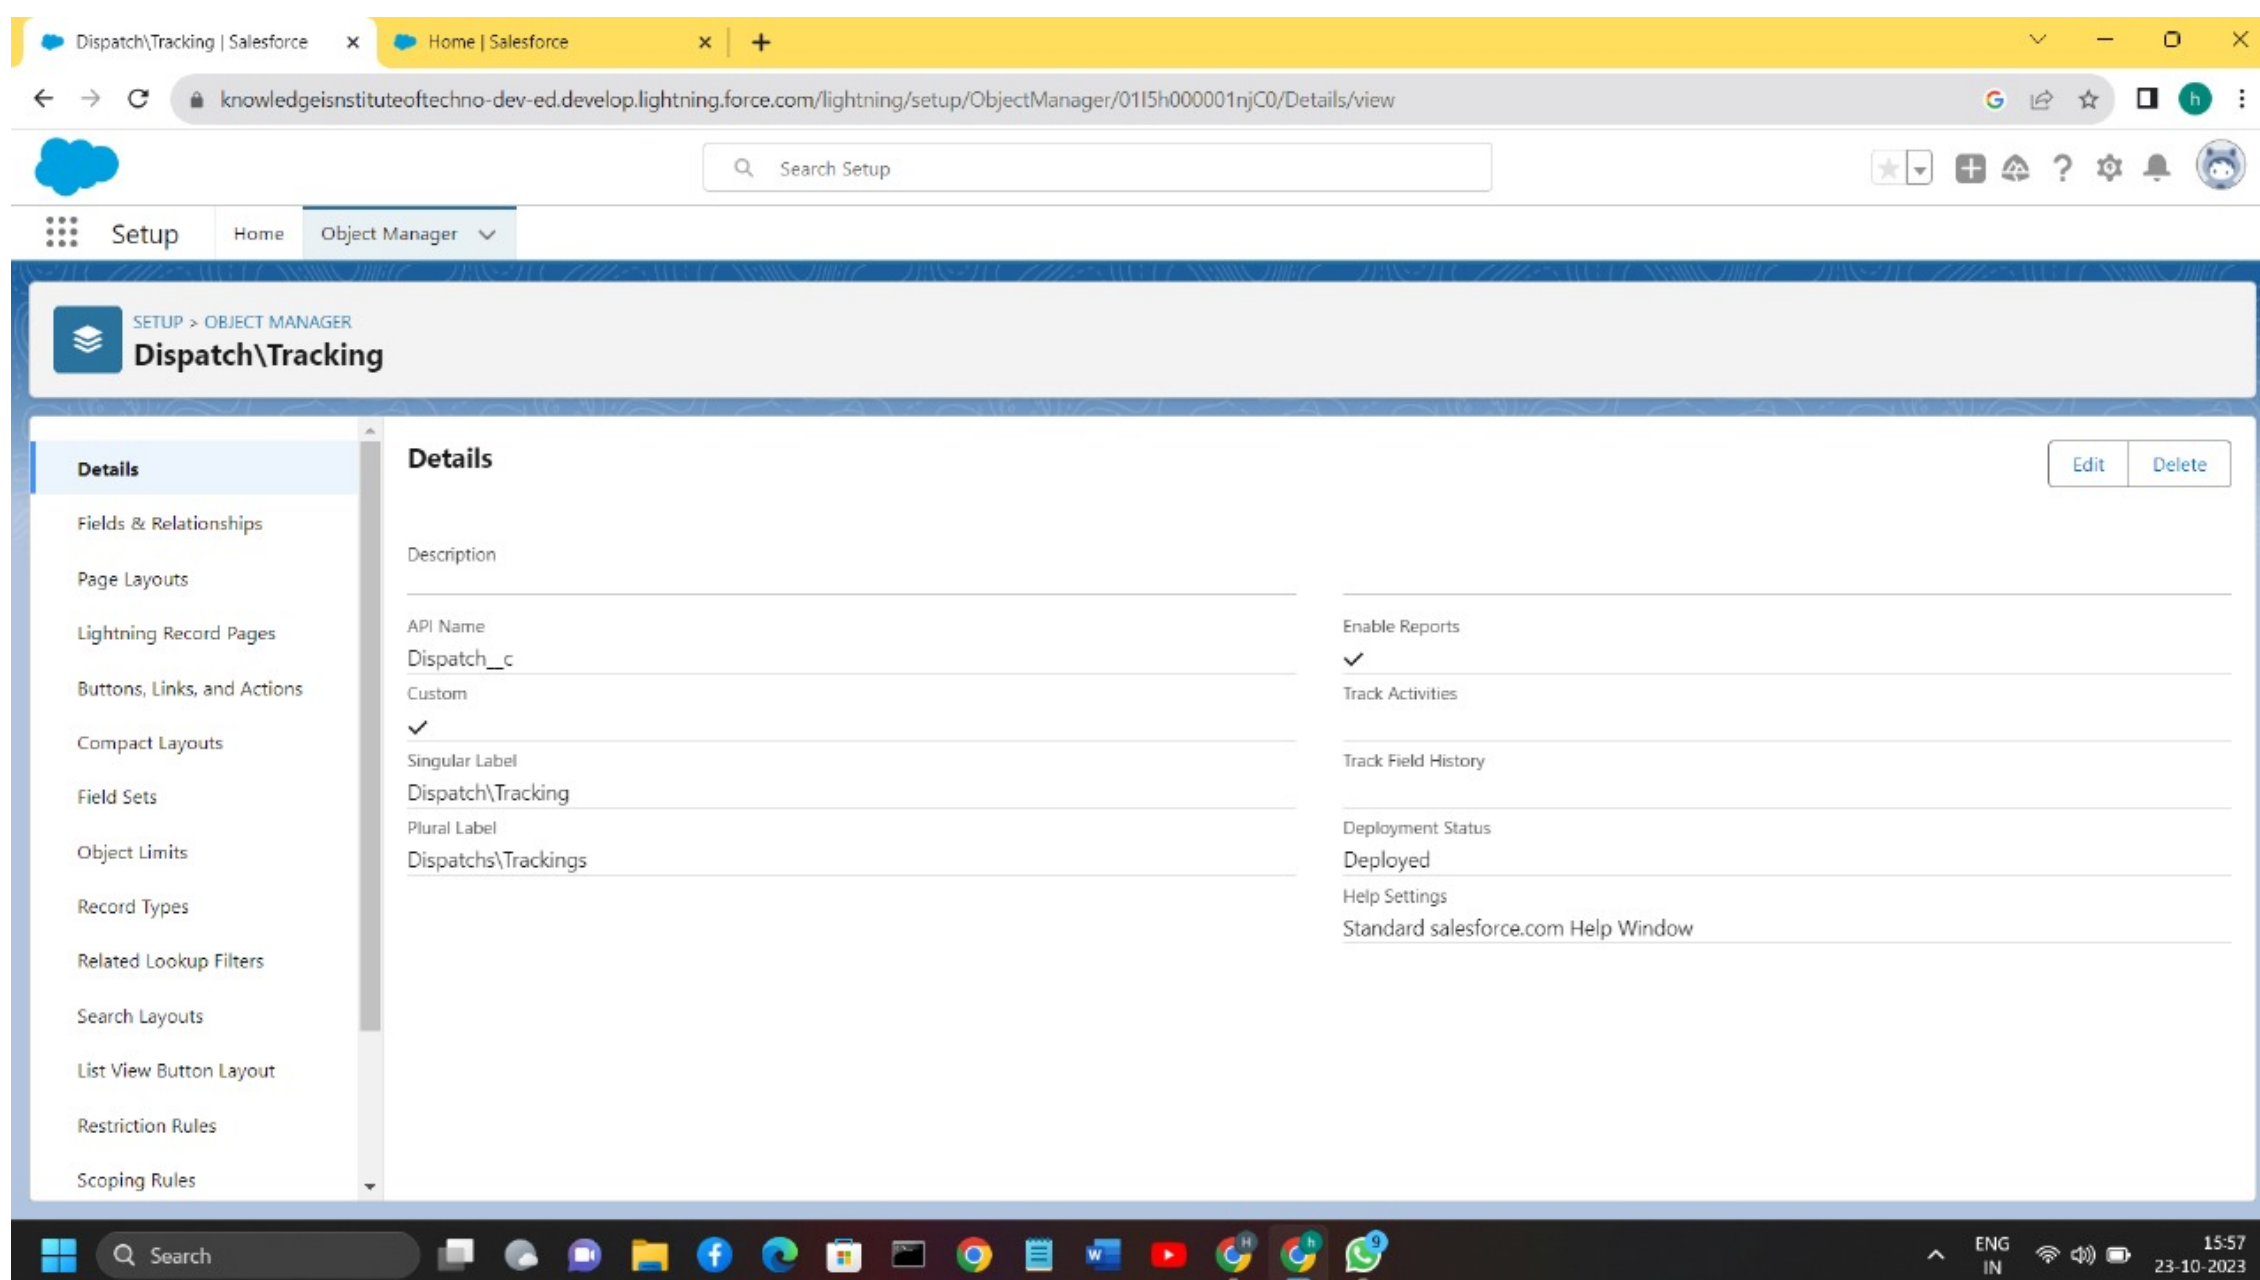 Dispatch\Tracking | Salesforce
Home | Salesforce
knowledgeisnstituteoftechno-dev-ed.develop.lightning.force.com/lightning/setup/ObjectManager/01I5h000001njC0/Details/view
h
Search Setup
Setup
Home
Object Manager
SETUP > OBJECT MANAGER
Dispatch\Tracking
Details
Fields & Relationships
Page Layouts
Lightning Record Pages
Buttons, Links, and Actions
Compact Layouts
Field Sets
Object Limits
Record Types
Related Lookup Filters
Search Layouts
List View Button Layout
Restriction Rules
Scoping Rules
Details
Edit
Delete
Description
API Name
Dispatch__c
Custom
Singular Label
Dispatch\Tracking
Plural Label
Dispatchs\Trackings
Enable Reports
Track Activities
Track Field History
Deployment Status
Deployed
Help Settings
Standard salesforce.com Help Window
Search
H
h
9
ENG
IN
15:57
23-10-2023